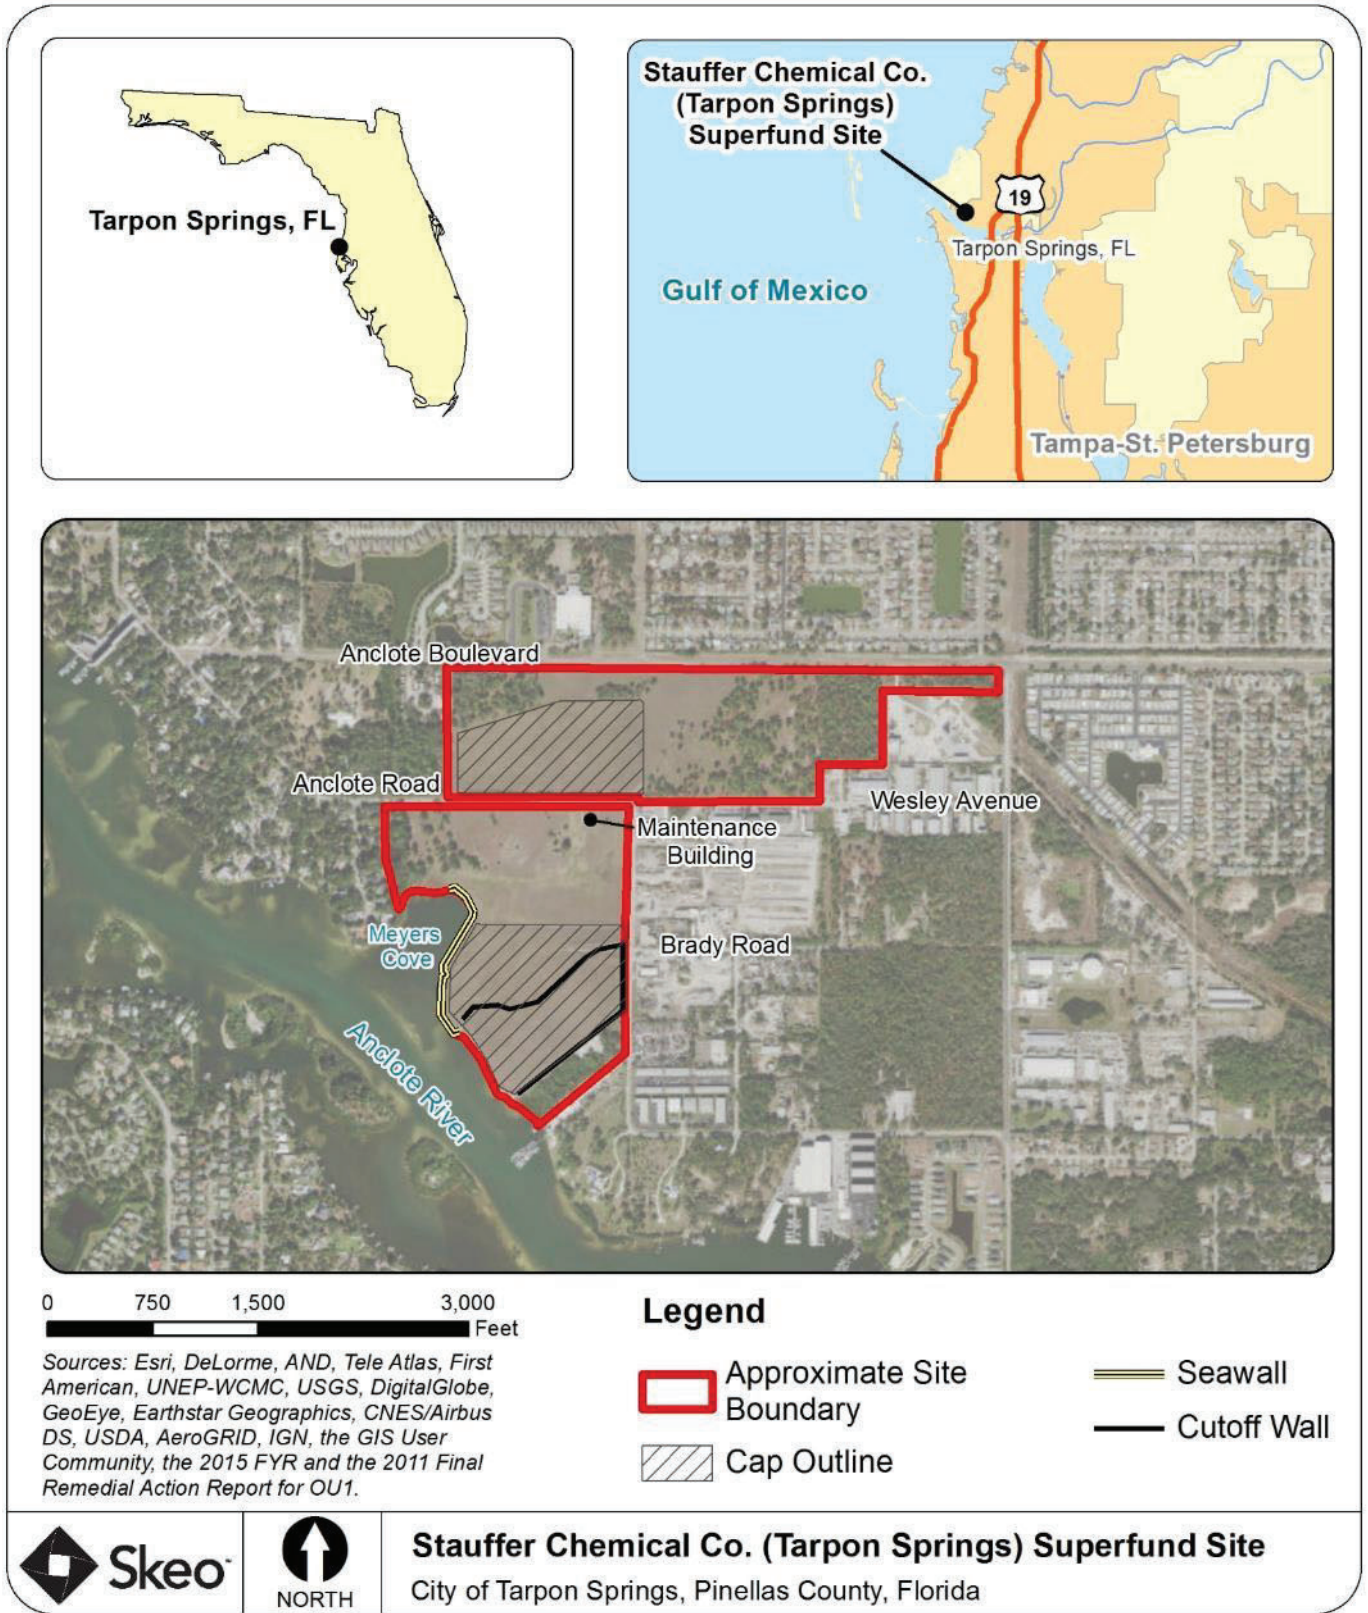 Tarpon Springs, FL
Stauffer Chemical Co.
(Tarpon Springs)
Superfund Site
19
Tarpon Springs, FL
Gulf of Mexico
Tampa-St. Petersburg
Anclote Boulevard
Anclote Road
Wesley Avenue
Maintenance
Building
Meyers
Cove
Brady Road
Anclote River
0 750 1,500 3,000
Feet
Sources: Esri, DeLorme, AND, Tele Atlas, First
American, UNEP-WCMC, USGS, DigitalGlobe,
GeoEye, Earthstar Geographics, CNES/Airbus
DS, USDA, AeroGRID, IGN, the GIS User
Community, the 2015 FYR and the 2011 Final
Remedial Action Report for OU1.
Legend
Approximate Site
Boundary
Cap Outline
Seawall
Cutoff Wall
Skeo
NORTH
Stauffer Chemical Co. (Tarpon Springs) Superfund Site
City of Tarpon Springs, Pinellas County, Florida